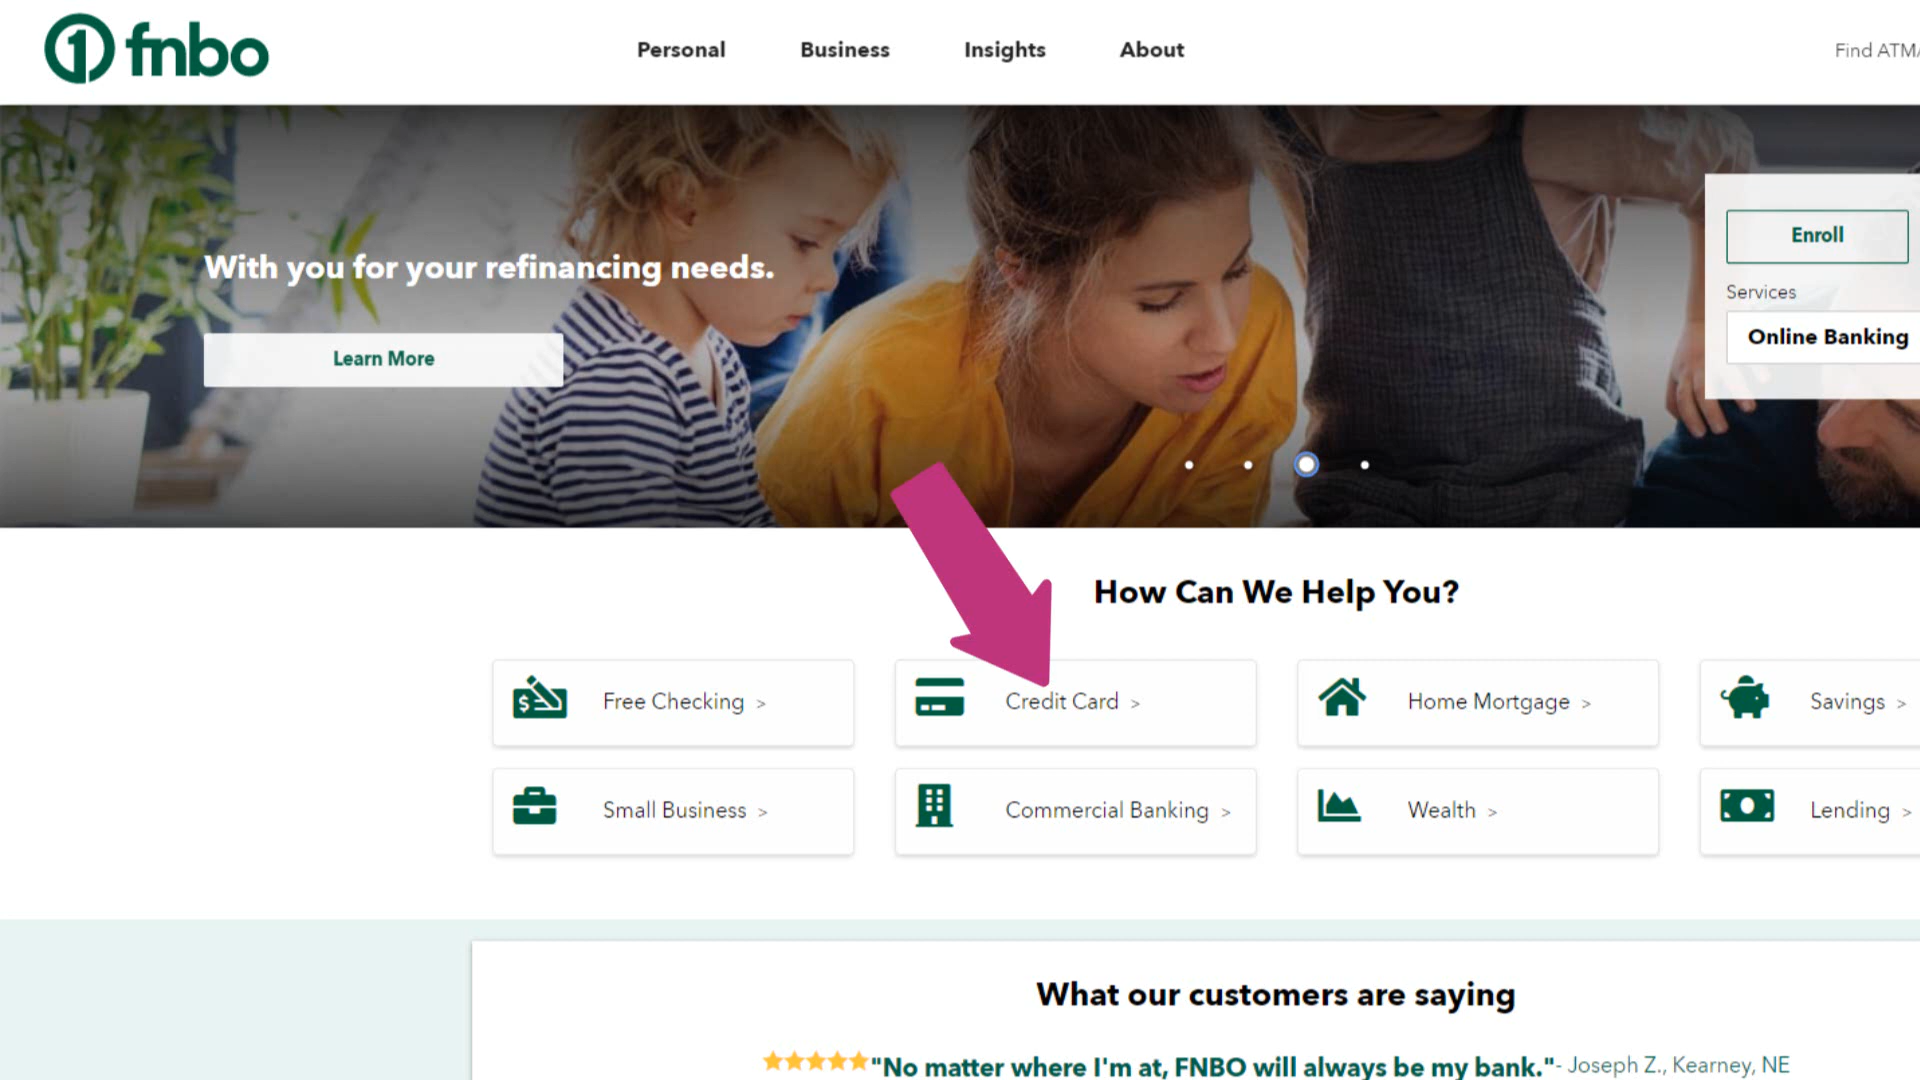 fnbo
Personal Business Insights About Find ATM/
With you for your refinancing needs.
Learn More
Enroll
Services
Online Banking
How Can We Help You?
Free Checking > Credit Card > Home Mortgage > Savings >
Small Business > Commercial Banking > Wealth > Lending >
What our customers are saying
"No matter where I'm at, FNBO will always be my bank."- Joseph Z., Kearney, NE